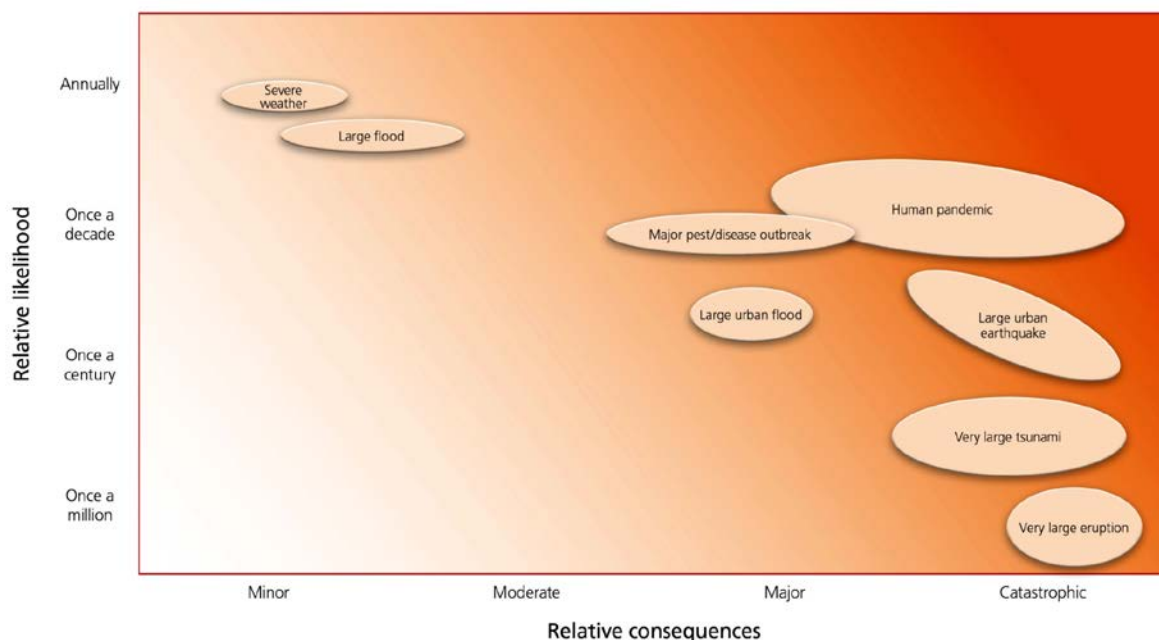 Annually
Once a
decade
Once a
century
Once a
million
Relative likelihood
Severe
weather
Large flood
Human pandemic
Major pest/disease outbreak
Large urban flood
Large urban
earthquake
Very large tsunami
Very large eruption
Minor
Moderate
Major
Catastrophic
Relative consequences